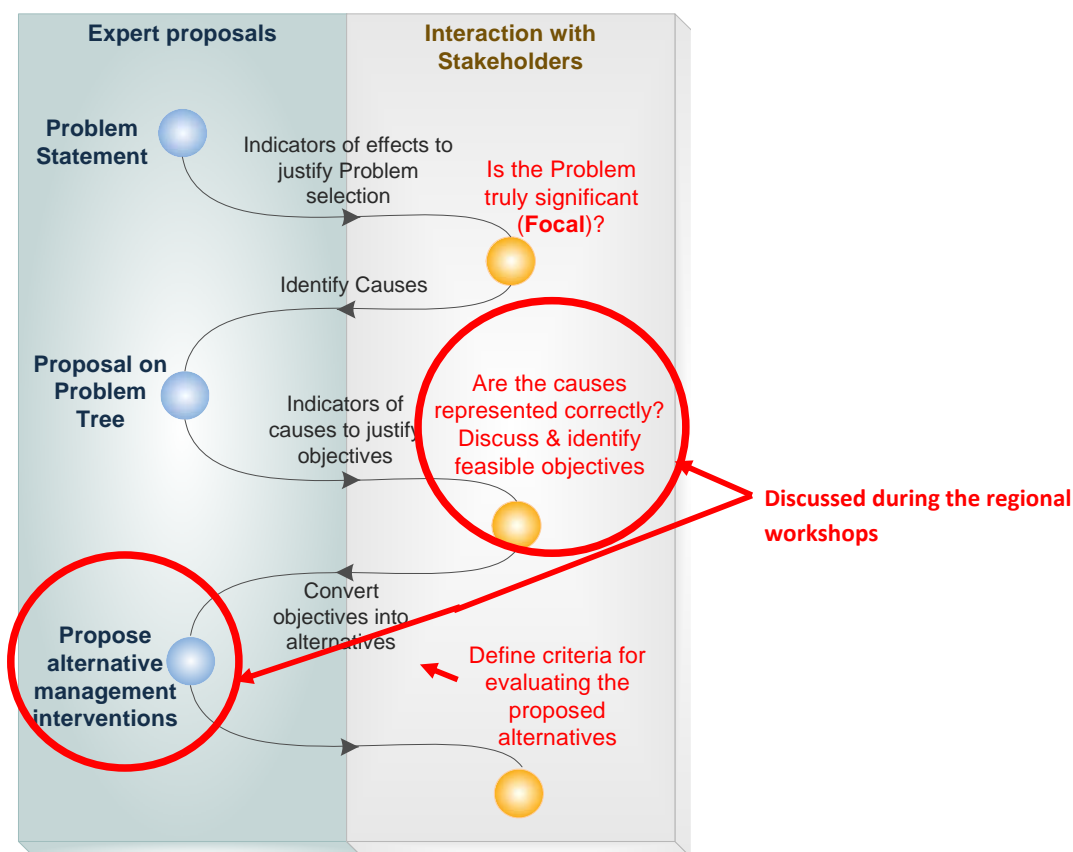 Expert proposals
Interaction with
Stakeholders
Problem
Statement
Indicators of effects to
justify Problem
selection
Is the Problem
truly significant
(Focal)?
Identify Causes
Proposal on
Problem
Tree
Indicators of
causes to justify
objectives
Are the causes
represented correctly?
Discuss & identify
feasible objectives
Discussed during the regional
workshops
Convert
objectives into
alternatives
Propose
alternative
management
interventions
Define criteria for
evaluating the
proposed
alternatives